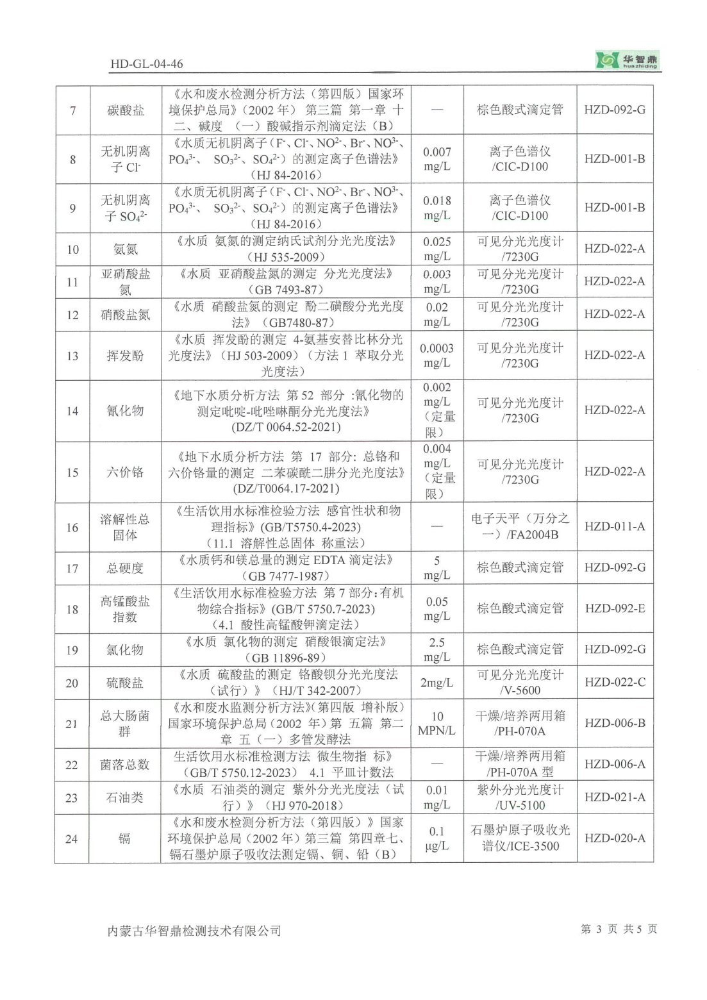 HD-GL-04-46
华智鼎
huazhiding
7
碳酸盐
《水和废水检测分析方法（第四版）国家环
境保护总局》（2002 年） 第三篇 第一章 十
二、碱度 （一）酸碱指示剂滴定法（B）
—
棕色酸式滴定管
HZD-092-G
8
无机阴离
子 Cl⁻
《水质无机阴离子（F⁻、Cl⁻、NO²⁻、Br⁻、NO³⁻、
PO₄³⁻、 SO₃²⁻、SO₄²⁻）的测定离子色谱法》
（HJ 84-2016）
0.007
mg/L
离子色谱仪
/CIC-D100
HZD-001-B
9
无机阴离
子 SO₄²⁻
《水质无机阴离子（F⁻、Cl⁻、NO²⁻、Br⁻、NO³⁻、
PO₄³⁻、 SO₃²⁻、SO₄²⁻）的测定离子色谱法》
（HJ 84-2016）
0.018
mg/L
离子色谱仪
/CIC-D100
HZD-001-B
10
氨氮
《水质 氨氮的测定纳氏试剂分光光度法》
（HJ 535-2009）
0.025
mg/L
可见分光光度计
/7230G
HZD-022-A
11
亚硝酸盐
氮
《水质 亚硝酸盐氮的测定 分光光度法》
（GB 7493-87）
0.003
mg/L
可见分光光度计
/7230G
HZD-022-A
12
硝酸盐氮
《水质 硝酸盐氮的测定 酚二磺酸分光光度
法》（GB7480-87）
0.02
mg/L
可见分光光度计
/7230G
HZD-022-A
13
挥发酚
《水质 挥发酚的测定 4-氨基安替比林分光
光度法》（HJ 503-2009）（方法 1 萃取分光
光度法）
0.0003
mg/L
可见分光光度计
/7230G
HZD-022-A
14
氰化物
《地下水质分析方法 第 52 部分 :氰化物的
测定吡啶-吡唑啉酮分光光度法》
(DZ/T 0064.52-2021)
0.002
mg/L
（定量
限）
可见分光光度计
/7230G
HZD-022-A
15
六价铬
《地下水质分析方法 第 17 部分: 总铬和
六价铬量的测定 二苯碳酰二肼分光光度法》
(DZ/T0064.17-2021)
0.004
mg/L
（定量
限）
可见分光光度计
/7230G
HZD-022-A
16
溶解性总
固体
《生活饮用水标准检验方法 感官性状和物
理指标》(GB/T5750.4-2023)
（11.1 溶解性总固体 称重法）
—
电子天平（万分之
一）/FA2004B
HZD-011-A
17
总硬度
《水质钙和镁总量的测定 EDTA 滴定法》
（GB 7477-1987）
5
mg/L
棕色酸式滴定管
HZD-092-G
18
高锰酸盐
指数
《生活饮用水标准检验方法 第 7 部分:有机
物综合指标》(GB/T 5750.7-2023)
（4.1 酸性高锰酸钾滴定法）
0.05
mg/L
棕色酸式滴定管
HZD-092-E
19
氯化物
《水质 氯化物的测定 硝酸银滴定法》
（GB 11896-89）
2.5
mg/L
棕色酸式滴定管
HZD-092-G
20
硫酸盐
《水质 硫酸盐的测定 铬酸钡分光光度法
（试行）》（HJ/T 342-2007）
2mg/L
可见分光光度计
/V-5600
HZD-022-C
21
总大肠菌
群
《水和废水监测分析方法》（第四版 增补版）
国家环境保护总局（2002 年）第 五篇 第二
章 五（一）多管发酵法
10
MPN/L
干燥/培养两用箱
/PH-070A
HZD-006-B
22
菌落总数
生活饮用水标准检测方法 微生物指 标》
（GB/T 5750.12-2023） 4.1 平皿计数法
—
干燥/培养两用箱
/PH-070A 型
HZD-006-A
23
石油类
《水质 石油类的测定 紫外分光光度法（试
行）》（HJ 970-2018）
0.01
mg/L
紫外分光光度计
/UV-5100
HZD-021-A
24
镉
《水和废水检测分析方法（第四版）》国家
环境保护总局（2002 年）第三篇 第四章七、
镉石墨炉原子吸收法测定镉、铜、铅（B）
0.1
μg/L
石墨炉原子吸收光
谱仪/ICE-3500
HZD-020-A
内蒙古华智鼎检测技术有限公司
第 3 页 共 5 页